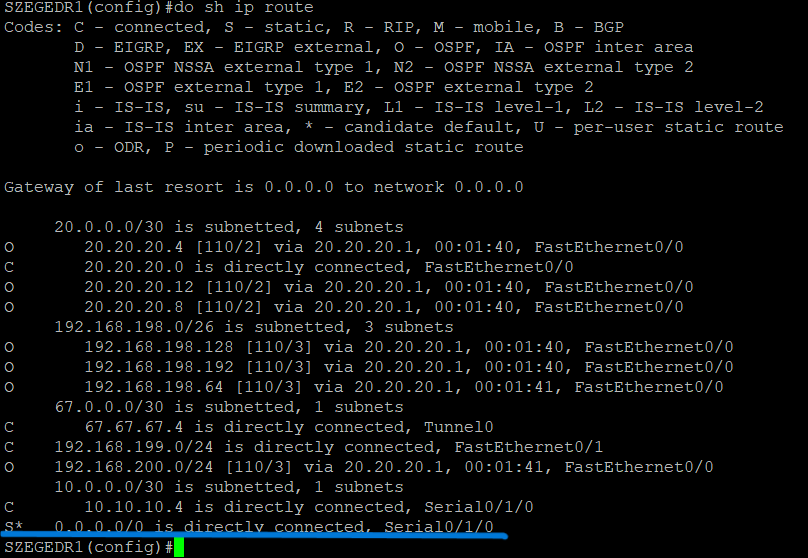 SZEGEDR1(config)#do sh ip route
Codes: C - connected, S - static, R - RIP, M - mobile, B - BGP
       D - EIGRP, EX - EIGRP external, O - OSPF, IA - OSPF inter area
       N1 - OSPF NSSA external type 1, N2 - OSPF NSSA external type 2
       E1 - OSPF external type 1, E2 - OSPF external type 2
       i - IS-IS, su - IS-IS summary, L1 - IS-IS level-1, L2 - IS-IS level-2
       ia - IS-IS inter area, * - candidate default, U - per-user static route
       o - ODR, P - periodic downloaded static route
Gateway of last resort is 0.0.0.0 to network 0.0.0.0
     20.0.0.0/30 is subnetted, 4 subnets
O       20.20.20.4 [110/2] via 20.20.20.1, 00:01:40, FastEthernet0/0
C       20.20.20.0 is directly connected, FastEthernet0/0
O       20.20.20.12 [110/2] via 20.20.20.1, 00:01:40, FastEthernet0/0
O       20.20.20.8 [110/2] via 20.20.20.1, 00:01:40, FastEthernet0/0
     192.168.198.0/26 is subnetted, 3 subnets
O       192.168.198.128 [110/3] via 20.20.20.1, 00:01:40, FastEthernet0/0
O       192.168.198.192 [110/3] via 20.20.20.1, 00:01:40, FastEthernet0/0
O       192.168.198.64 [110/3] via 20.20.20.1, 00:01:41, FastEthernet0/0
     67.0.0.0/30 is subnetted, 1 subnets
C       67.67.67.4 is directly connected, Tunnel0
C    192.168.199.0/24 is directly connected, FastEthernet0/1
O    192.168.200.0/24 [110/3] via 20.20.20.1, 00:01:41, FastEthernet0/0
     10.0.0.0/30 is subnetted, 1 subnets
C       10.10.10.4 is directly connected, Serial0/1/0
S*   0.0.0.0/0 is directly connected, Serial0/1/0
SZEGEDR1(config)#